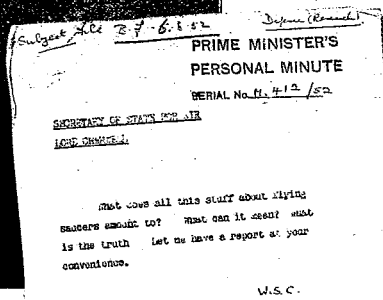 Subject File B.7-6.8.52 Defence (Research)
PRIME MINISTER'S
PERSONAL MINUTE
SERIAL No. M.412/52
SECRETARY OF STATE FOR AIR
LORD CHERWELL
What does all this stuff about flying
saucers amount to? What can it mean? What
is the truth Let me have a report at your
convenience.
W.S.C.